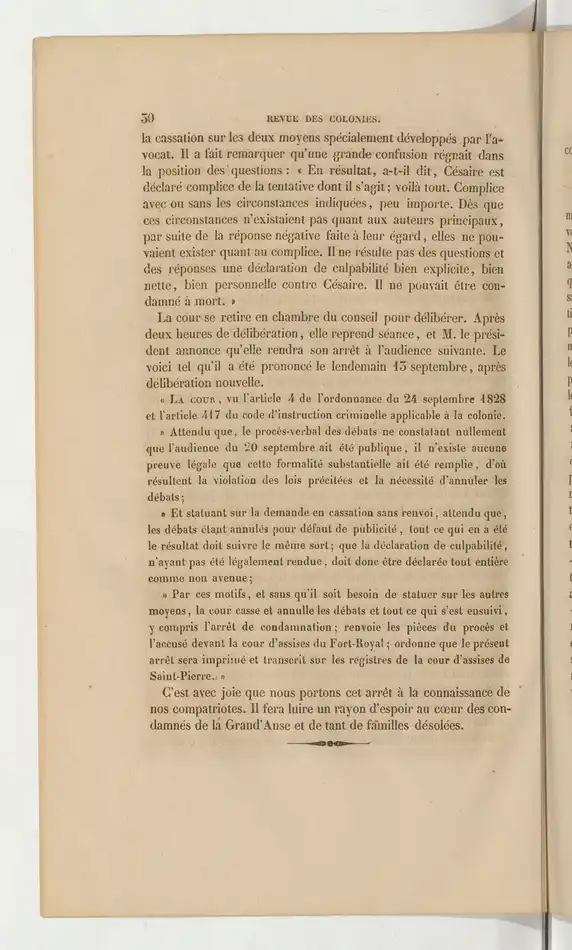 30 REVUE DES COLONIES.
la cassation sur les deux moyens spécialement développés par l'a-
vocat. Il a fait remarquer qu'une grande confusion régnait dans
la position des questions : « En résultat, a-t-il dit, Césaire est
déclaré complice de la tentative dont il s'agit ; voilà tout. Complice
avec ou sans les circonstances indiquées, peu importe. Dès que
ces circonstances n'existaient pas quant aux auteurs principaux,
par suite de la réponse négative faite à leur égard, elles ne pou-
vaient exister quant au complice. Il ne résulte pas des questions et
des réponses une déclaration de culpabilité bien explicite, bien
nette, bien personnelle contre Césaire. Il ne pouvait être con-
damné à mort. »
La cour se retire en chambre du conseil pour délibérer. Après
deux heures de délibération, elle reprend séance, et M. le prési-
dent annonce qu'elle rendra son arrêt à l'audience suivante. Le
voici tel qu'il a été prononcé le lendemain 13 septembre, après
délibération nouvelle.
« LA COUR, vu l'article 4 de l'ordonnance du 24 septembre 1828
et l'article 417 du code d'instruction criminelle applicable à la colonie.
» Attendu que, le procès-verbal des débats ne constatant nullement
que l'audience du 20 septembre ait été publique, il n'existe aucune
preuve légale que cette formalité substantielle ait été remplie, d'où
résultent la violation des lois précitées et la nécessité d'annuler les
débats ;
» Et statuant sur la demande en cassation sans renvoi, attendu que,
les débats étant annulés pour défaut de publicité, tout ce qui en a été
le résultat doit suivre le même sort ; que la déclaration de culpabilité,
n'ayant pas été légalement rendue, doit donc être déclarée tout entière
comme non avenue ;
» Par ces motifs, et sans qu'il soit besoin de statuer sur les autres
moyens, la cour casse et annulle les débats et tout ce qui s'est ensuivi,
y compris l'arrêt de condamnation ; renvoie les pièces du procès et
l'accusé devant la cour d'assises du Fort-Royal ; ordonne que le présent
arrêt sera imprimé et transcrit sur les registres de la cour d'assises de
Saint-Pierre. »
C'est avec joie que nous portons cet arrêt à la connaissance de
nos compatriotes. Il fera luire un rayon d'espoir au cœur des con-
damnés de la Grand'Anse et de tant de familles désolées.